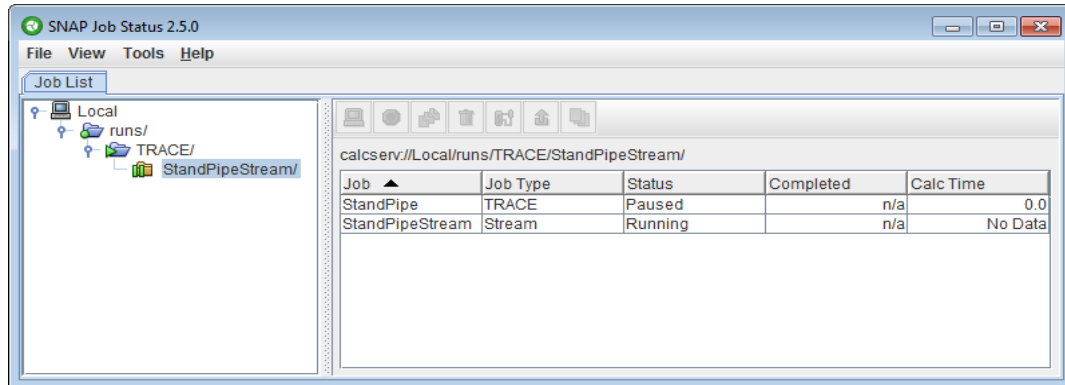 SNAP Job Status 2.5.0
File View Tools Help
Job List
Local
runs/
TRACE/
StandPipeStream/
calcserv://Local/runs/TRACE/StandPipeStream/
Job Job Type Status Completed Calc Time
StandPipe TRACE Paused n/a 0.0
StandPipeStream Stream Running n/a No Data